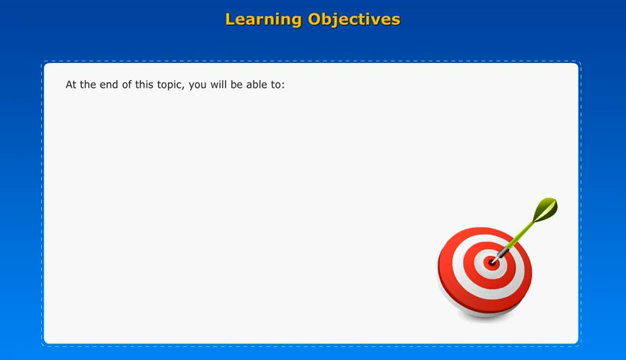 Learning Objectives
At the end of this topic, you will be able to: